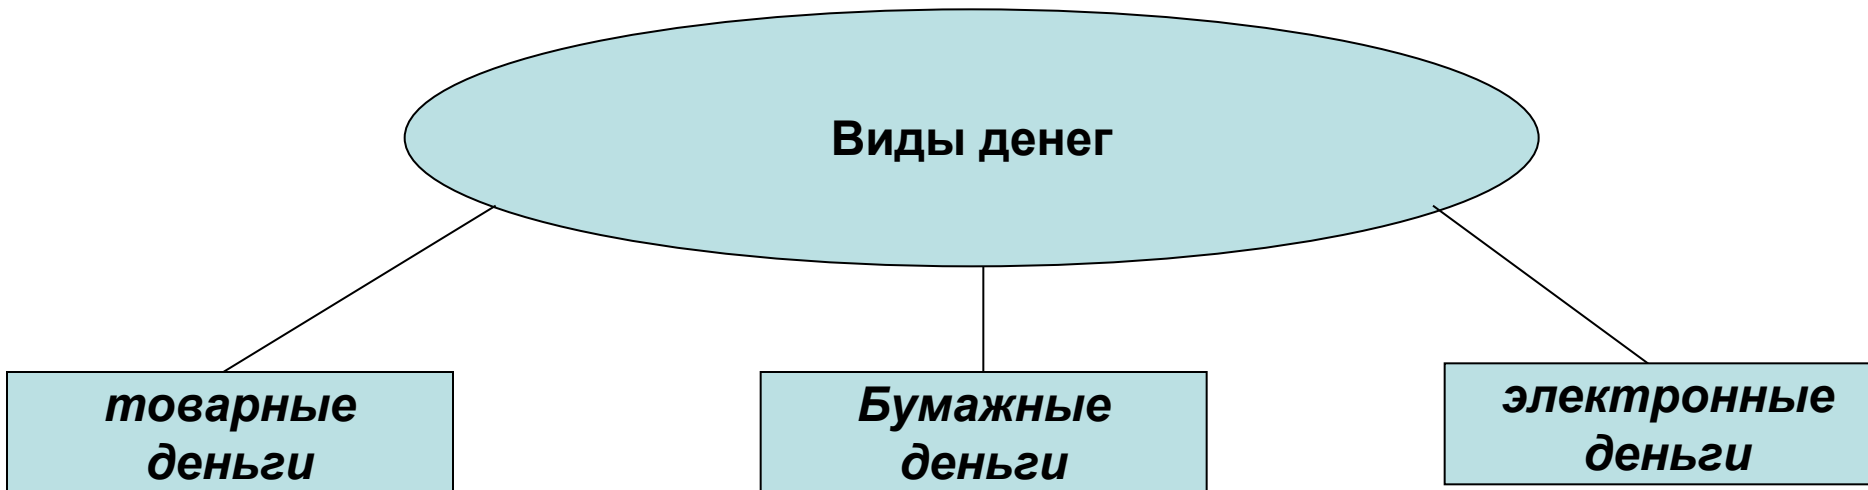 Виды денег
товарные
деньги
Бумажные
деньги
электронные
деньги